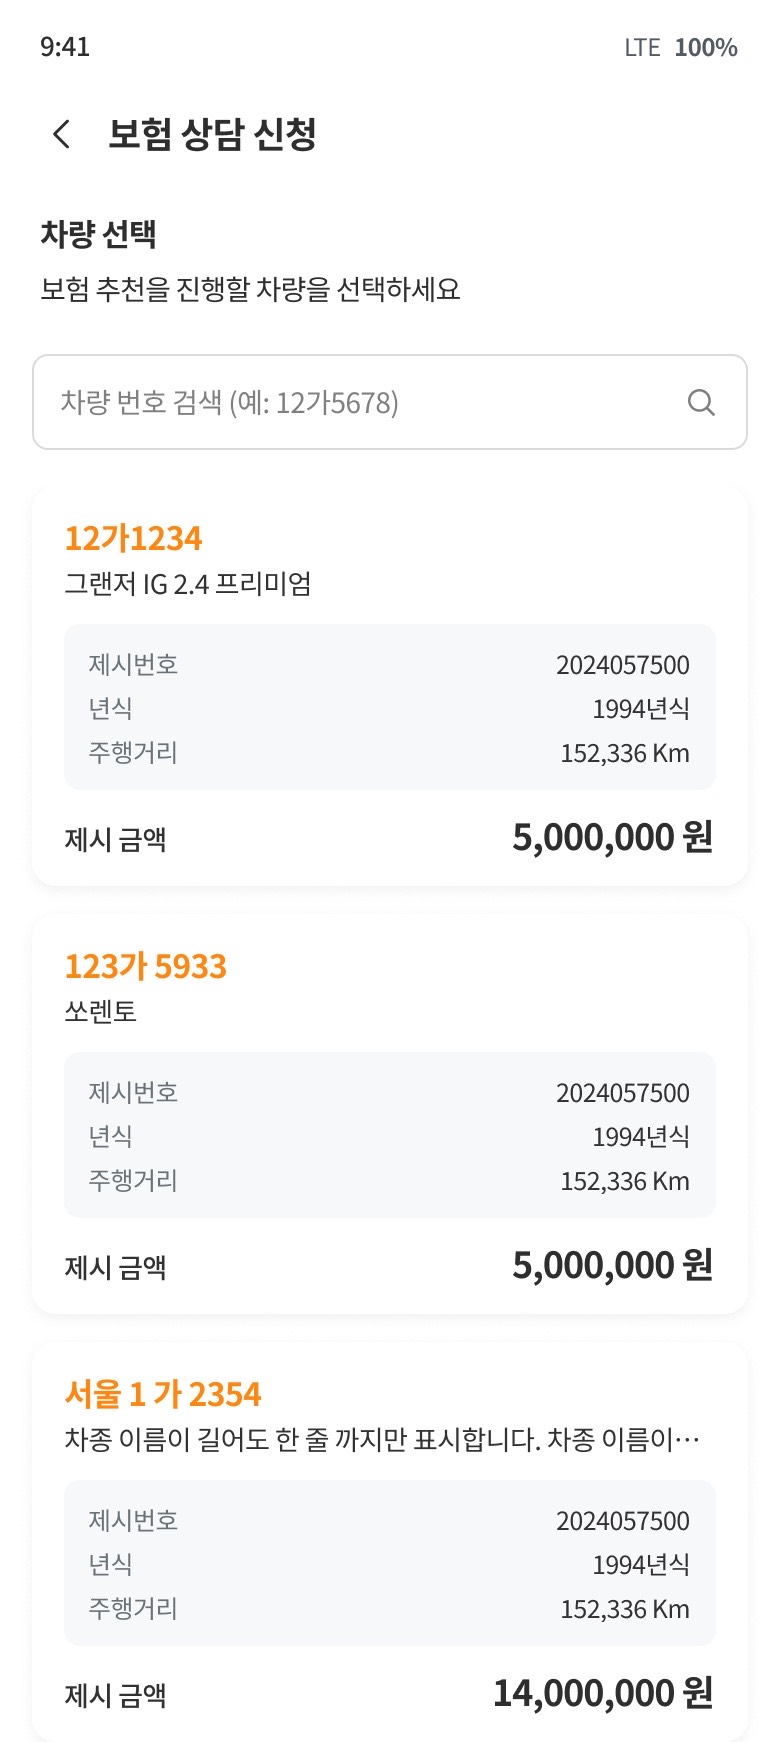 9:41 LTE 100%
보험 상담 신청
차량 선택
보험 추천을 진행할 차량을 선택하세요
차량 번호 검색 (예: 12가5678)
12가1234
그랜저 IG 2.4 프리미엄
제시번호 2024057500
년식 1994년식
주행거리 152,336 Km
제시 금액 5,000,000 원
123가 5933
쏘렌토
제시번호 2024057500
년식 1994년식
주행거리 152,336 Km
제시 금액 5,000,000 원
서울 1 가 2354
차종 이름이 길어도 한 줄 까지만 표시합니다. 차종 이름이…
제시번호 2024057500
년식 1994년식
주행거리 152,336 Km
제시 금액 14,000,000 원